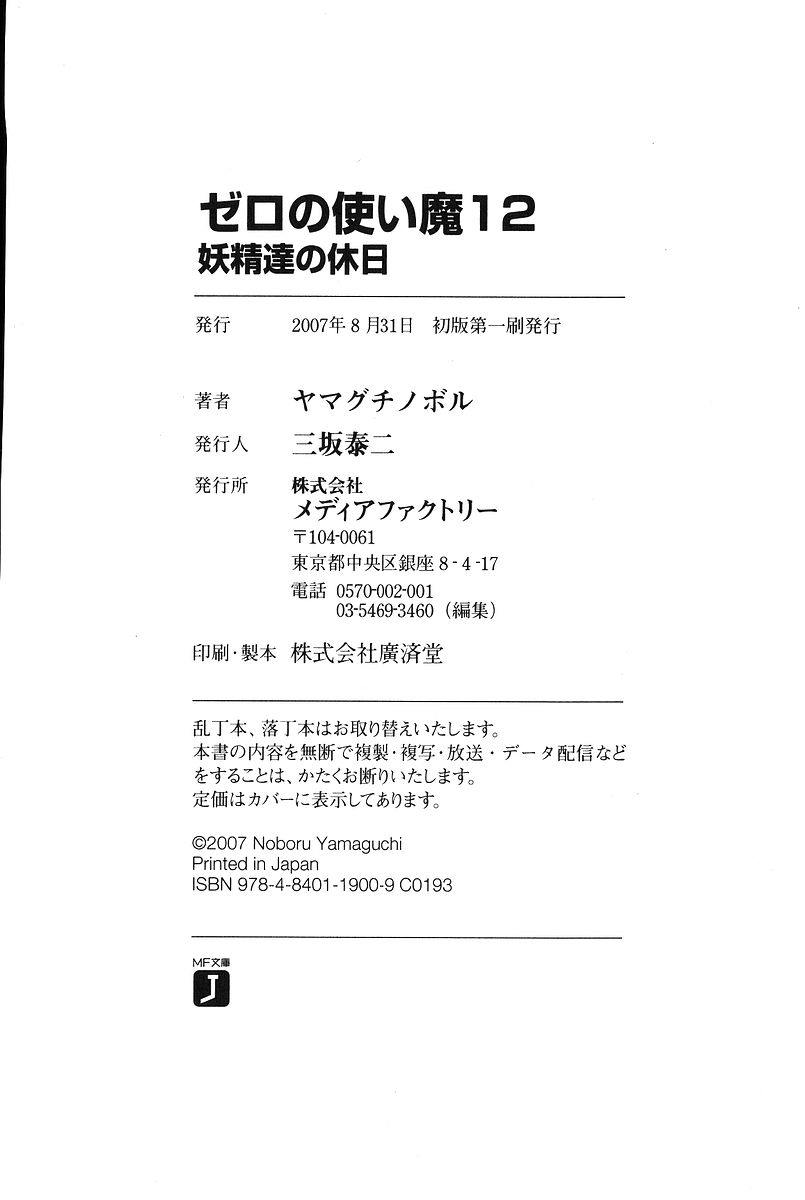 ゼロの使い魔12
妖精達の休日
発行 2007年 8 月31日 初版第一刷発行
著者 ヤマグチノボル
発行人 三坂泰二
発行所 株式会社
メディアファクトリー
〒104-0061
東京都中央区銀座 8 - 4 -17
電話 0570-002-001
03-5469-3460（編集）
印刷・製本 株式会社廣済堂
乱丁本、落丁本はお取り替えいたします。
本書の内容を無断で複製・複写・放送・データ配信など
をすることは、かたくお断りいたします。
定価はカバーに表示してあります。
©2007 Noboru Yamaguchi
Printed in Japan
ISBN 978-4-8401-1900-9 C0193
MF文庫
J